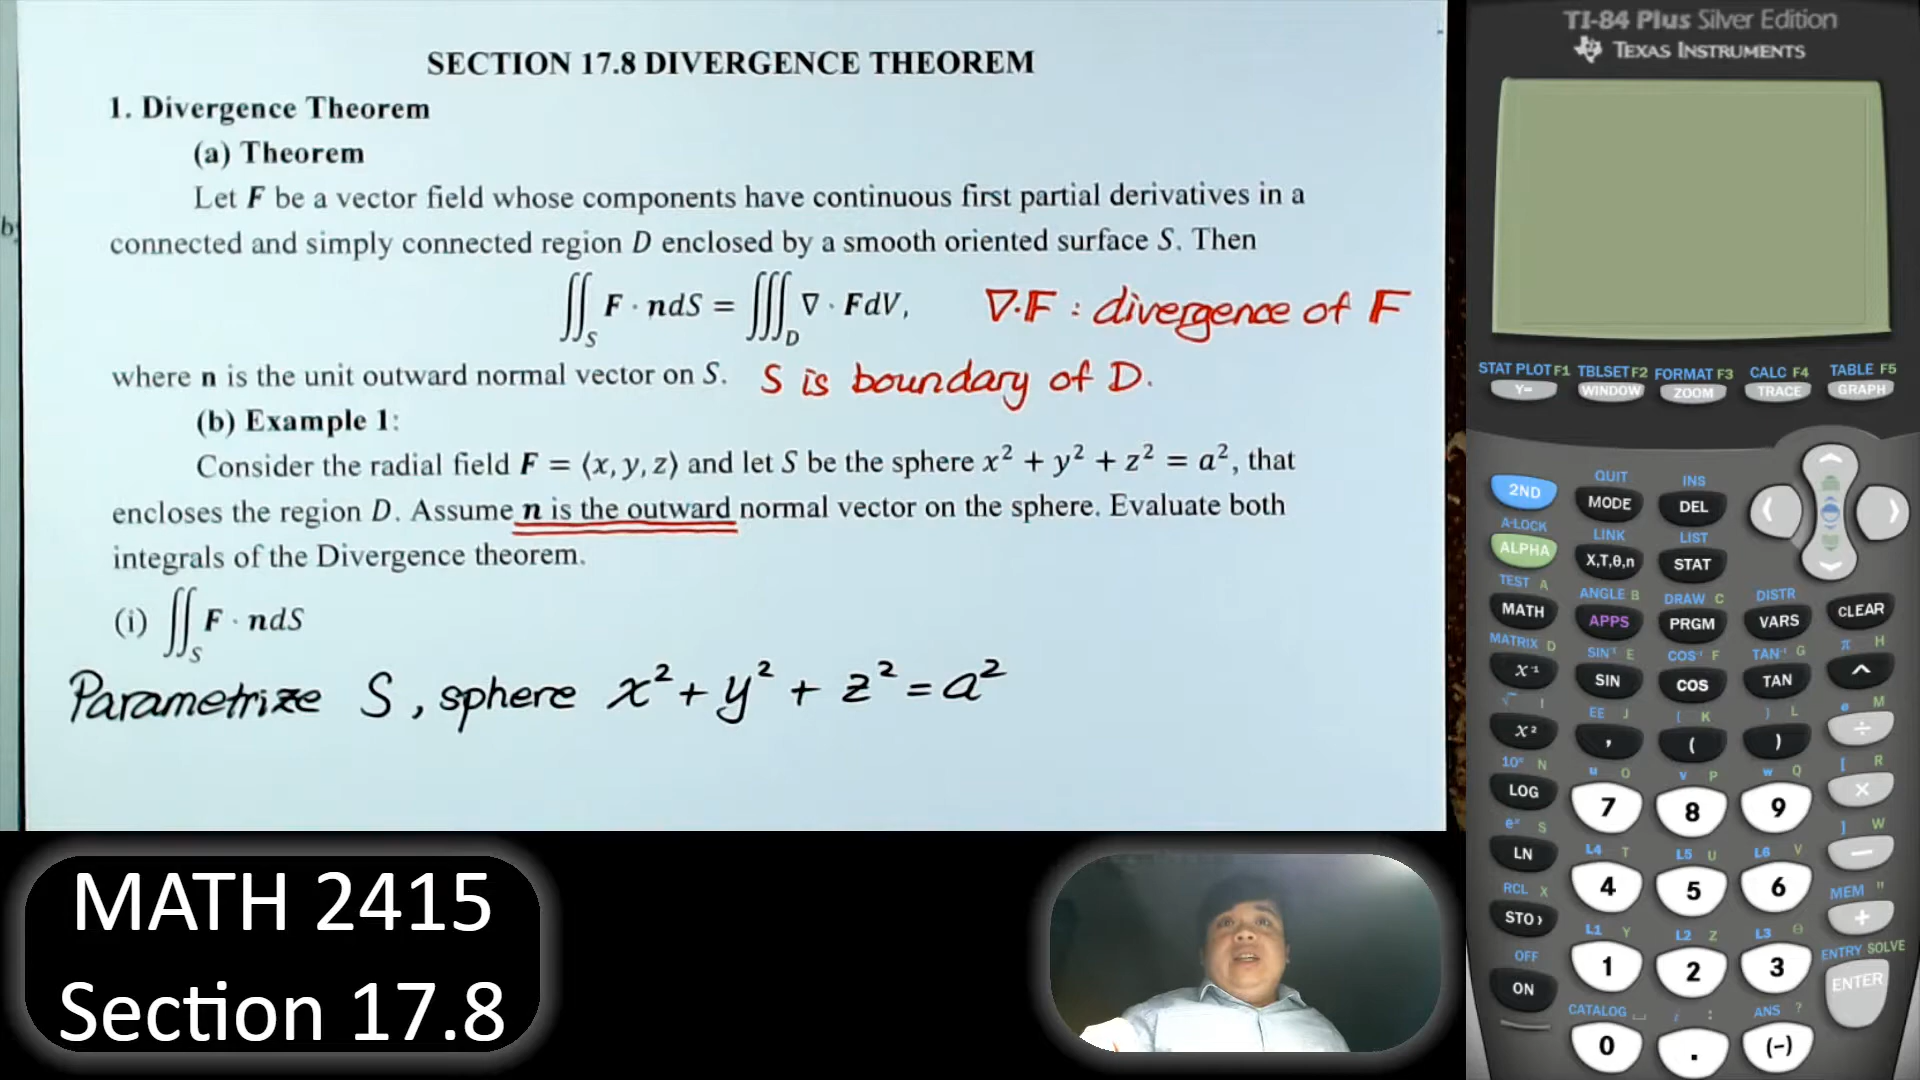 SECTION 17.8 DIVERGENCE THEOREM
1. Divergence Theorem
(a) Theorem
Let F be a vector field whose components have continuous first partial derivatives in a
connected and simply connected region D enclosed by a smooth oriented surface S. Then
∬_S F · ndS = ∭_D ∇ · FdV, ∇·F : divergence of F
where n is the unit outward normal vector on S. S is boundary of D.
(b) Example 1:
Consider the radial field F = ⟨x, y, z⟩ and let S be the sphere x² + y² + z² = a², that
encloses the region D. Assume n is the outward normal vector on the sphere. Evaluate both
integrals of the Divergence theorem.
(i) ∬_S F · ndS
Parametrize S, sphere x² + y² + z² = a²
MATH 2415
Section 17.8
TI-84 Plus Silver Edition
TEXAS INSTRUMENTS
STAT PLOT F1 TBLSET F2 FORMAT F3 CALC F4 TABLE F5
Y= WINDOW ZOOM TRACE GRAPH
QUIT INS
2ND MODE DEL
A-LOCK LINK LIST
ALPHA X,T,θ,n STAT
TEST A ANGLE B DRAW C DISTR
MATH APPS PRGM VARS CLEAR
MATRIX D SIN⁻¹ E COS⁻¹ F TAN⁻¹ G π H
x⁻¹ SIN COS TAN ^
√ I EE J { K } L e M
x² , ( ) ÷
10ˣ N u O v P w Q [ R
LOG 7 8 9 ×
eˣ S L4 T L5 U L6 V ] W
LN 4 5 6 −
RCL X L1 Y L2 Z L3 θ MEM "
STO› 1 2 3 +
OFF CATALOG ⎵ i : ANS ? ENTRY SOLVE
ON 0 . (-) ENTER